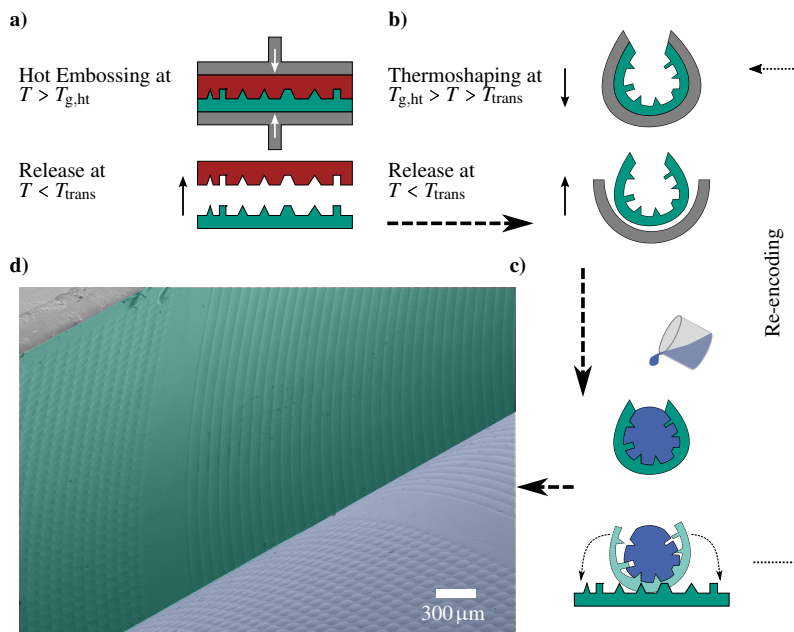 a)
Hot Embossing at
T > Tg,ht
Release at
T < Ttrans
b)
Thermoshaping at
Tg,ht > T > Ttrans
Release at
T < Ttrans
c)
Re-encoding
d)
300 μm